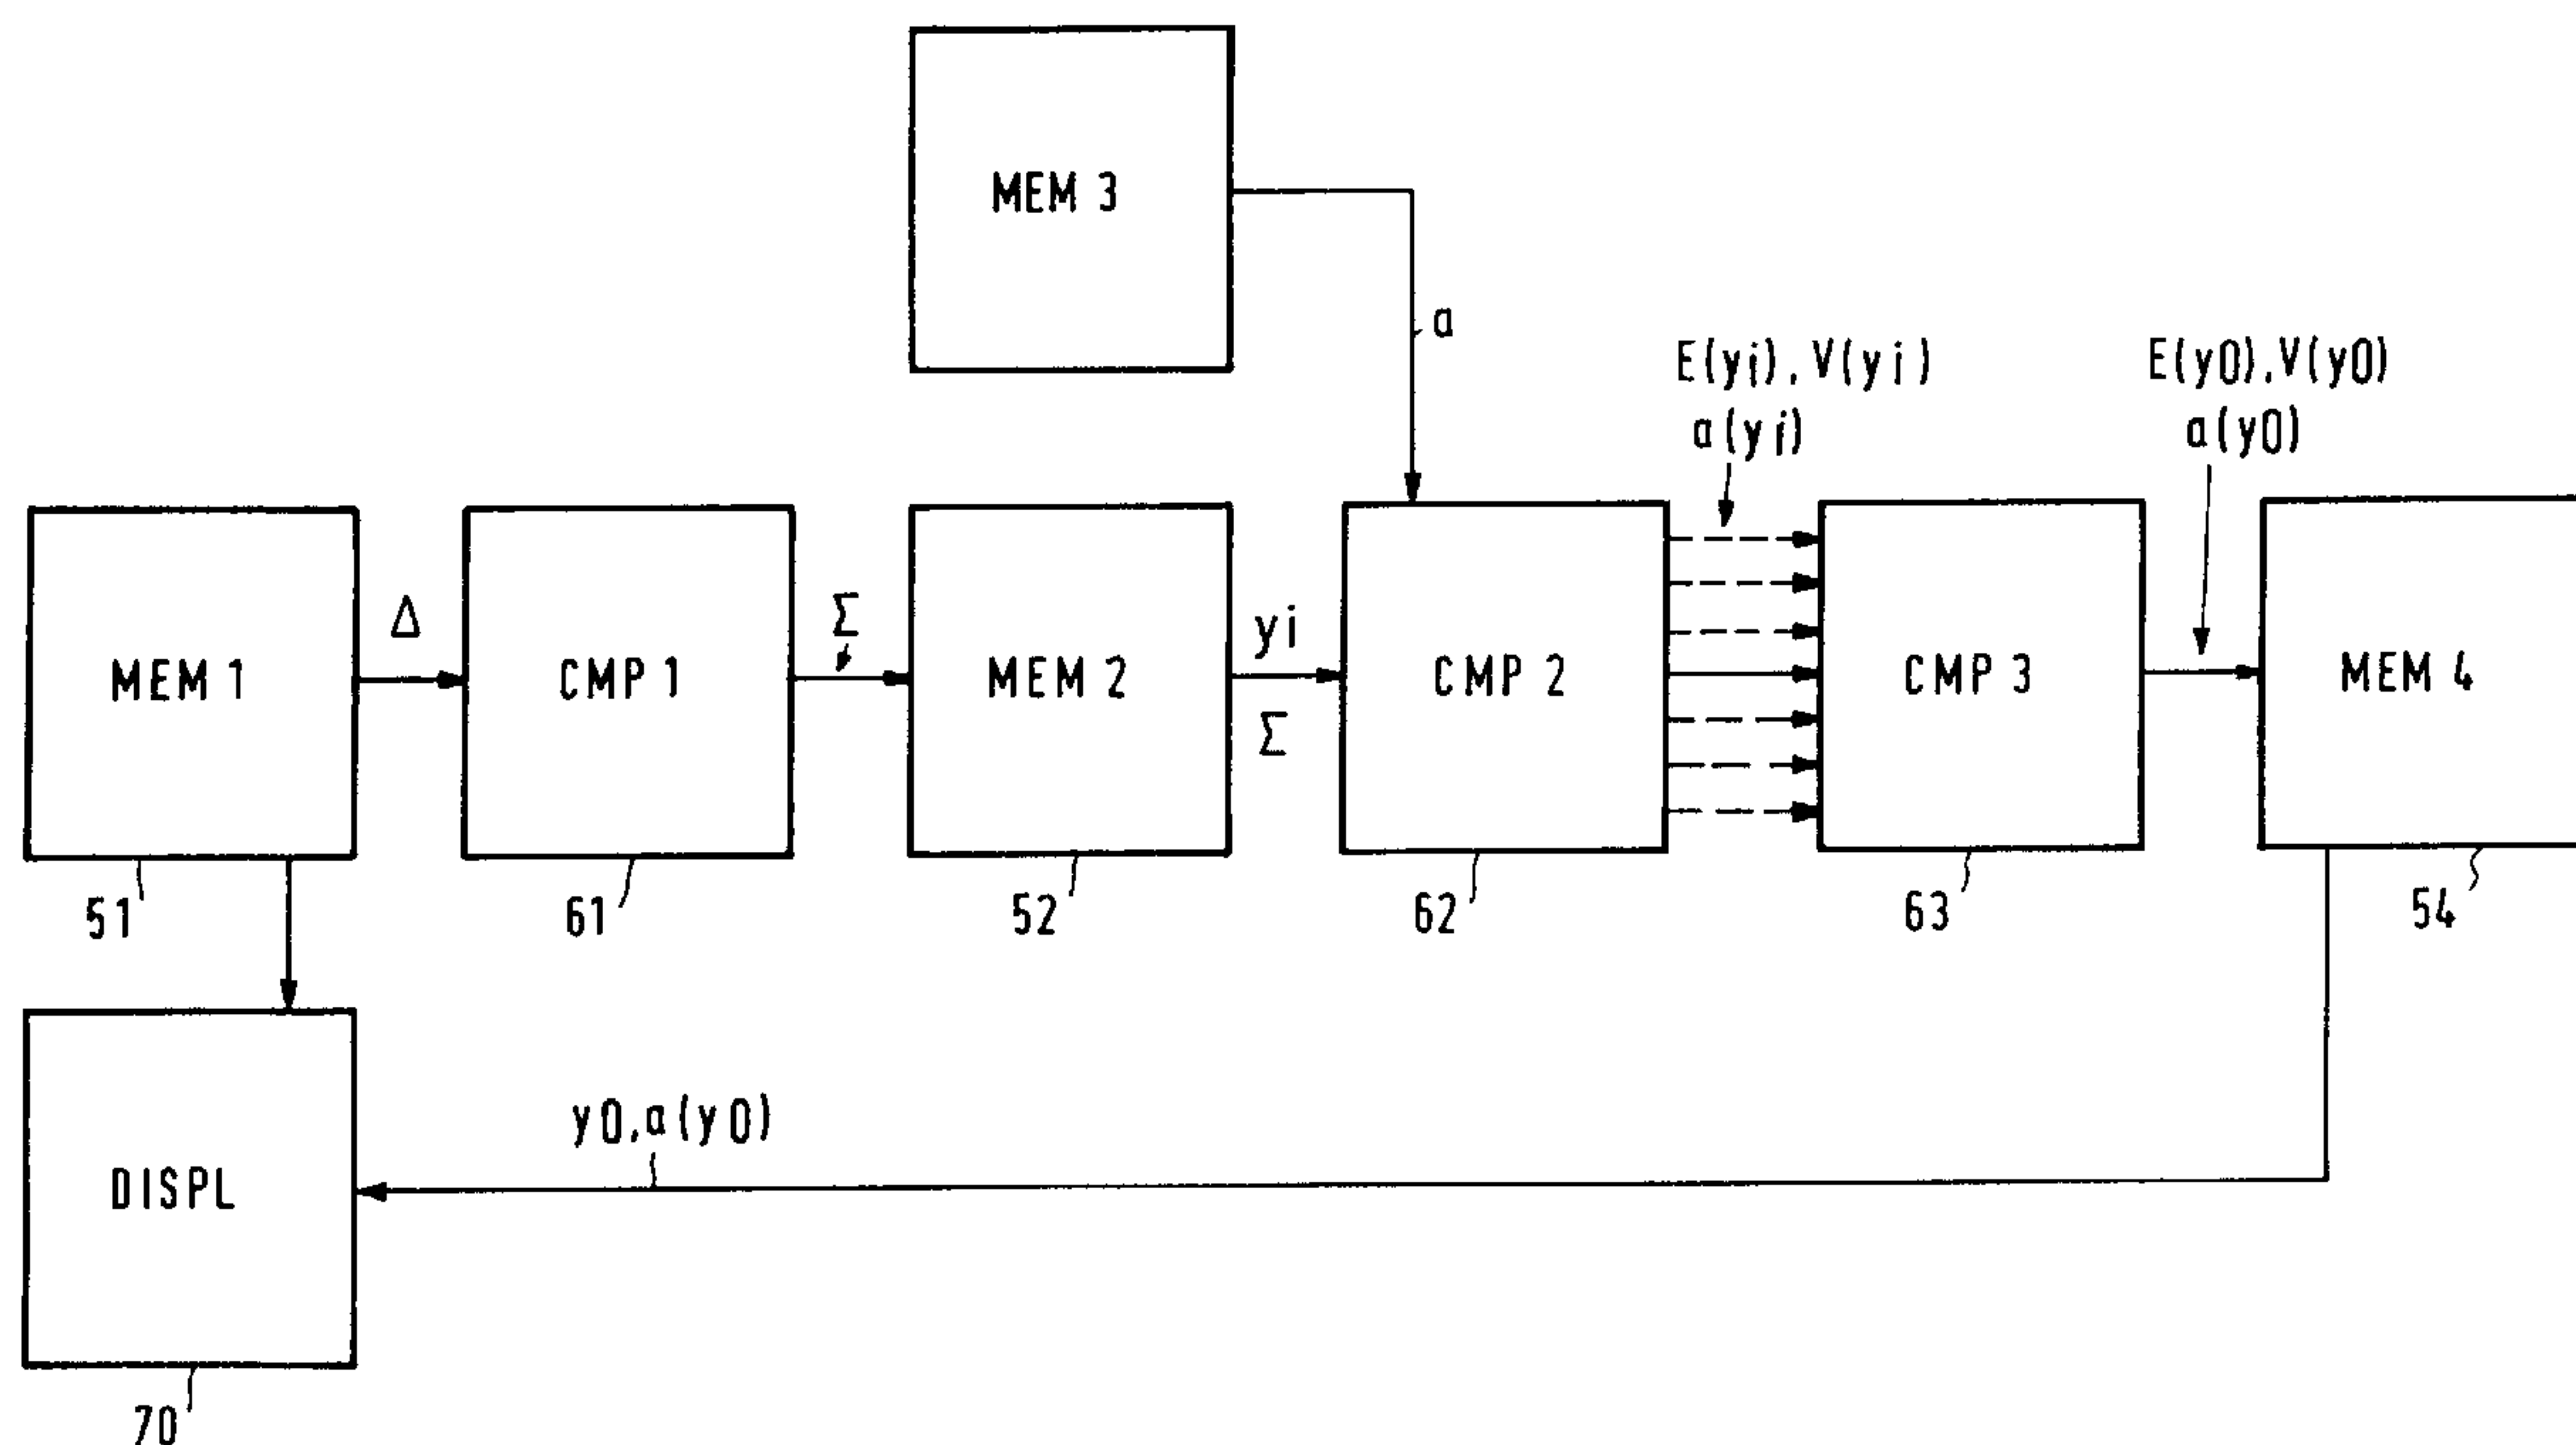 MEM 3
a
E(yi), V(yi)
a(yi)
E(y0),V(y0)
a(y0)
MEM 1
Δ
CMP 1
Σ
MEM 2
yi
Σ
CMP 2
CMP 3
MEM 4
51
61
52
62
63
54
DISPL
y0,a(y0)
70